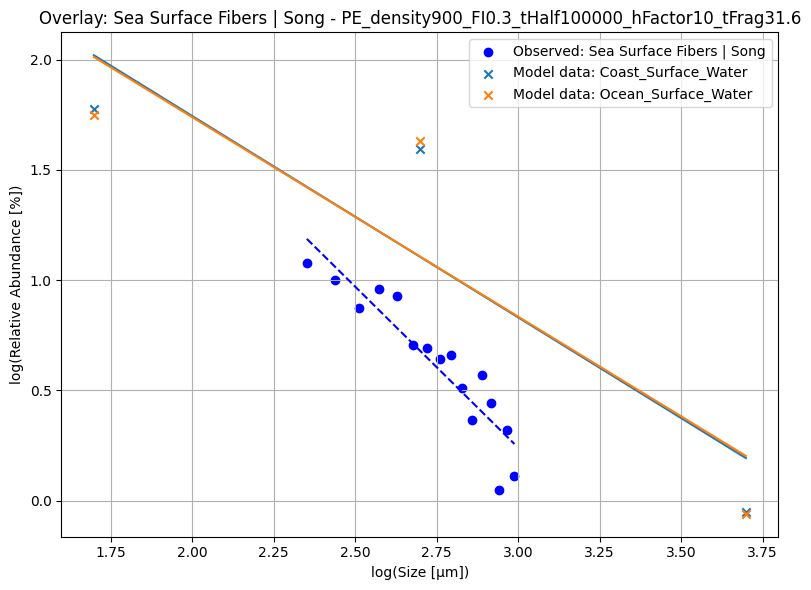 Overlay: Sea Surface Fibers | Song - PE_density900_FI0.3_tHalf100000_hFactor10_tFrag31.6
Observed: Sea Surface Fibers | Song
Model data: Coast_Surface_Water
Model data: Ocean_Surface_Water
log(Relative Abundance [%])
2.0
1.5
1.0
0.5
0.0
1.75 2.00 2.25 2.50 2.75 3.00 3.25 3.50 3.75
log(Size [µm])